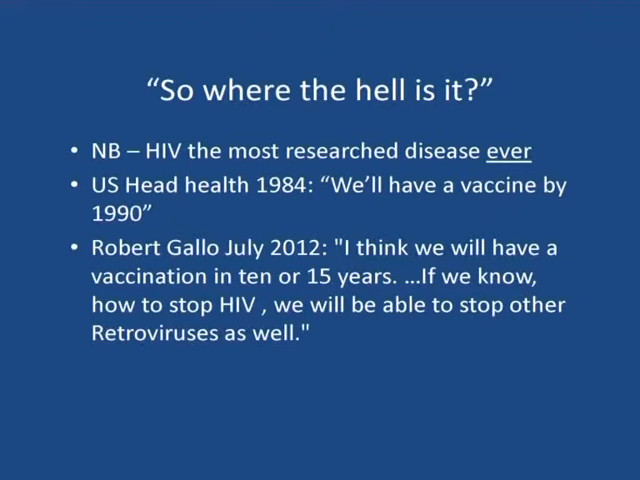 “So where the hell is it?”
• NB – HIV the most researched disease ever
• US Head health 1984: “We’ll have a vaccine by
1990”
• Robert Gallo July 2012: "I think we will have a
vaccination in ten or 15 years. …If we know,
how to stop HIV , we will be able to stop other
Retroviruses as well."